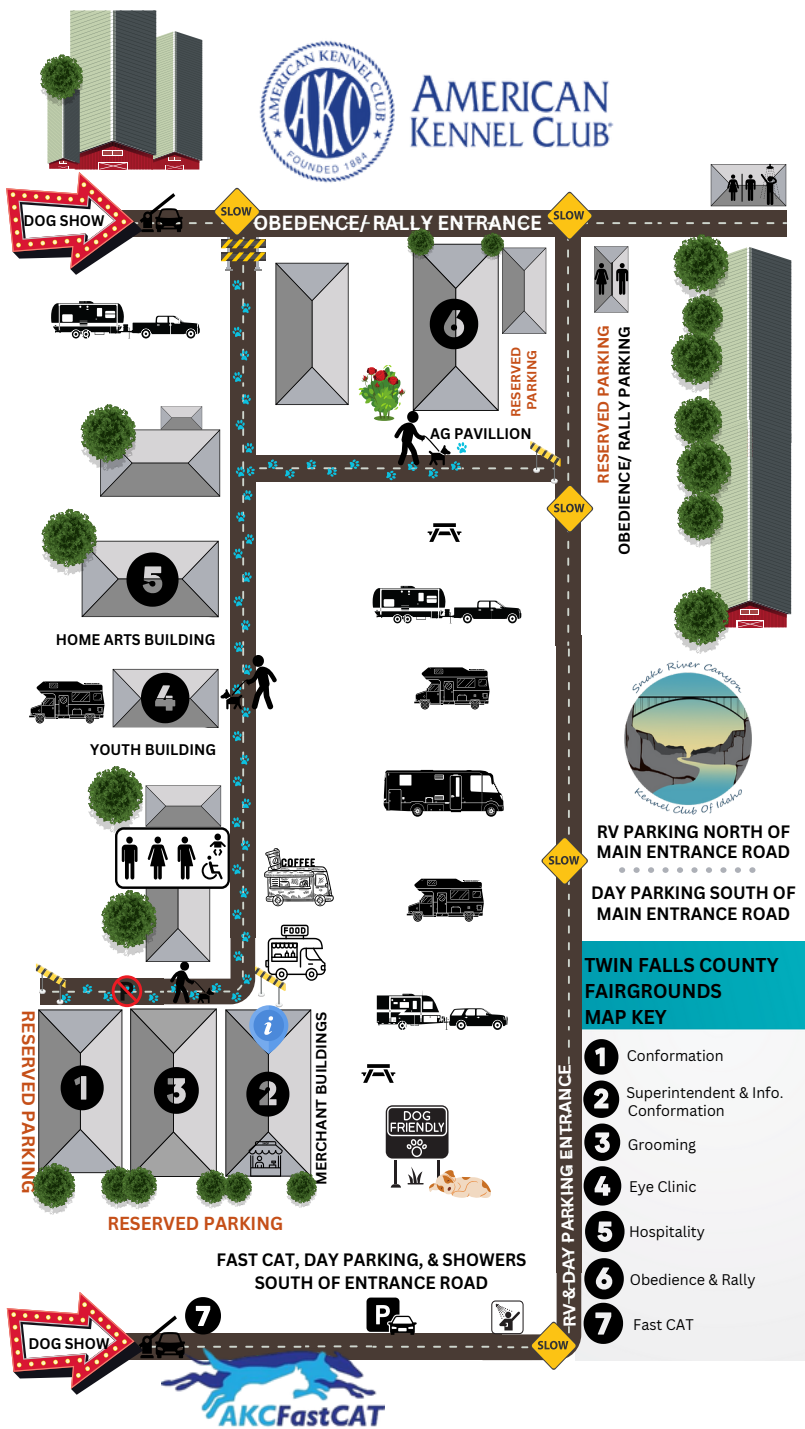 AMERICAN KENNEL CLUB
AKC
FOUNDED 1884
AMERICAN
KENNEL CLUB
DOG SHOW
SLOW
OBEDENCE/ RALLY ENTRANCE
SLOW
6
RESERVED
PARKING
RESERVED PARKING
OBEDIENCE/ RALLY PARKING
AG PAVILLION
SLOW
5
HOME ARTS BUILDING
4
YOUTH BUILDING
Snake River Canyon
Kennel Club Of Idaho
RV PARKING NORTH OF
MAIN ENTRANCE ROAD
DAY PARKING SOUTH OF
MAIN ENTRANCE ROAD
SLOW
COFFEE
FOOD
P
i
RESERVED PARKING
1
3
2
MERCHANT BUILDINGS
DOG
FRIENDLY
RESERVED PARKING
RV & DAY PARKING ENTRANCE
TWIN FALLS COUNTY
FAIRGROUNDS
MAP KEY
1 Conformation
2 Superintendent & Info.
Conformation
3 Grooming
4 Eye Clinic
5 Hospitality
6 Obedience & Rally
7 Fast CAT
FAST CAT, DAY PARKING, & SHOWERS
SOUTH OF ENTRANCE ROAD
7
P
DOG SHOW
SLOW
AKCFastCAT